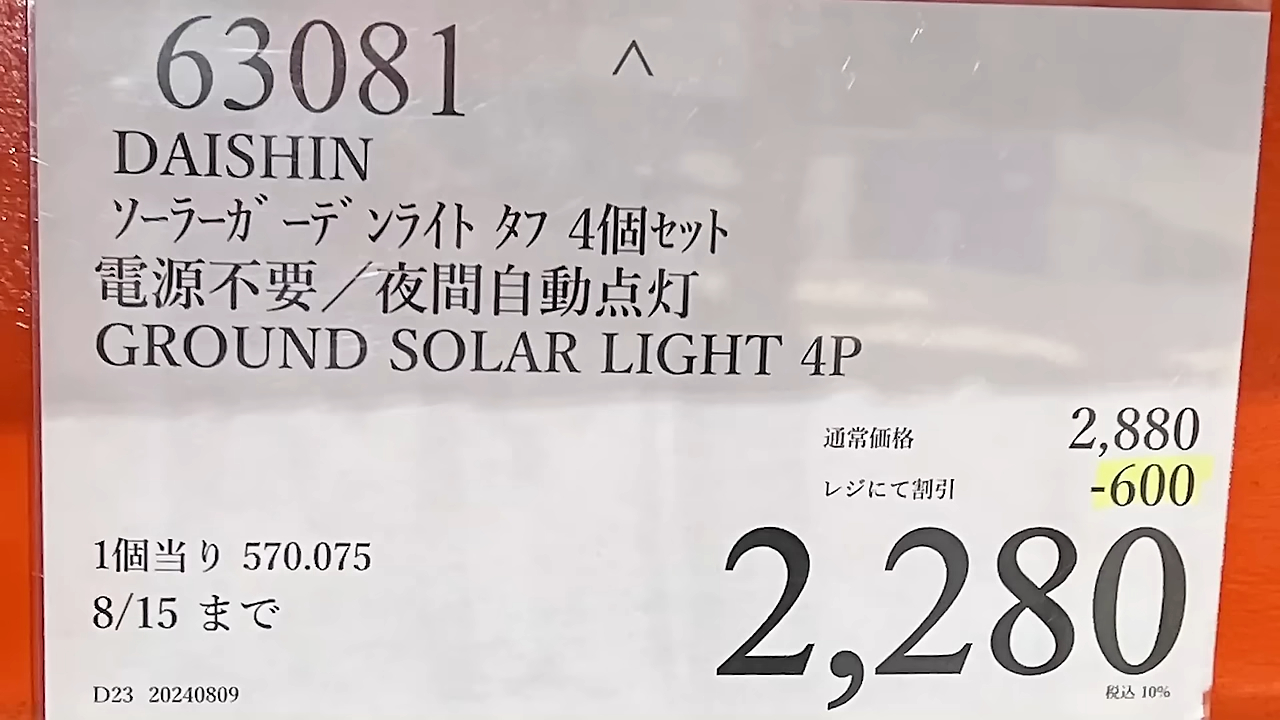 63081 ^
DAISHIN
ソーラーガーデンライト タフ 4個セット
電源不要/夜間自動点灯
GROUND SOLAR LIGHT 4P
通常価格 2,880
レジにて割引 -600
2,280
1個当り 570.075
8/15 まで
税込 10%
D23 20240809